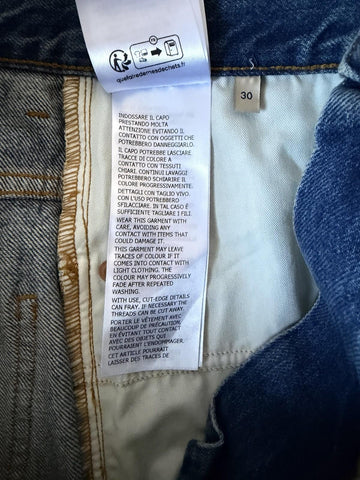 FR
quefairedemesdechets.fr
30
INDOSSARE IL CAPO
PRESTANDO MOLTA
ATTENZIONE EVITANDO IL
CONTATTO CON OGGETTI CHE
POTREBBERO DANNEGGIARLO.
IL CAPO POTREBBE LASCIARE
TRACCE DI COLORE A
CONTATTO CON TESSUTI
CHIARI. CONTINUI LAVAGGI
POTREBBERO SCHIARIRE IL
COLORE PROGRESSIVAMENTE.
DETTAGLI CON TAGLIO VIVO.
CON L'USO POTREBBERO
SFILACCIARE. IN TAL CASO È
SUFFICIENTE TAGLIARE I FILI
WEAR THIS GARMENT WITH
CARE, AVOIDING ANY
CONTACT WITH ITEMS THAT
COULD DAMAGE IT.
THIS GARMENT MAY LEAVE
TRACES OF COLOUR IF IT
COMES INTO CONTACT WITH
LIGHT CLOTHING. THE
COLOUR MAY PROGRESSIVELY
FADE AFTER REPEATED
WASHING.
WITH USE, CUT-EDGE DETAILS
CAN FRAY. IF NECESSARY THE
THREADS CAN BE CUT AWAY.
PORTER LE VÊTEMENT AVEC
BEAUCOUP DE PRÉCAUTION,
EN ÉVITANT TOUT CONTACT
AVEC DES OBJETS QUI
POURRAIENT L'ENDOMMAGER.
CET ARTICLE POURRAIT
LAISSER DES TRACES DE